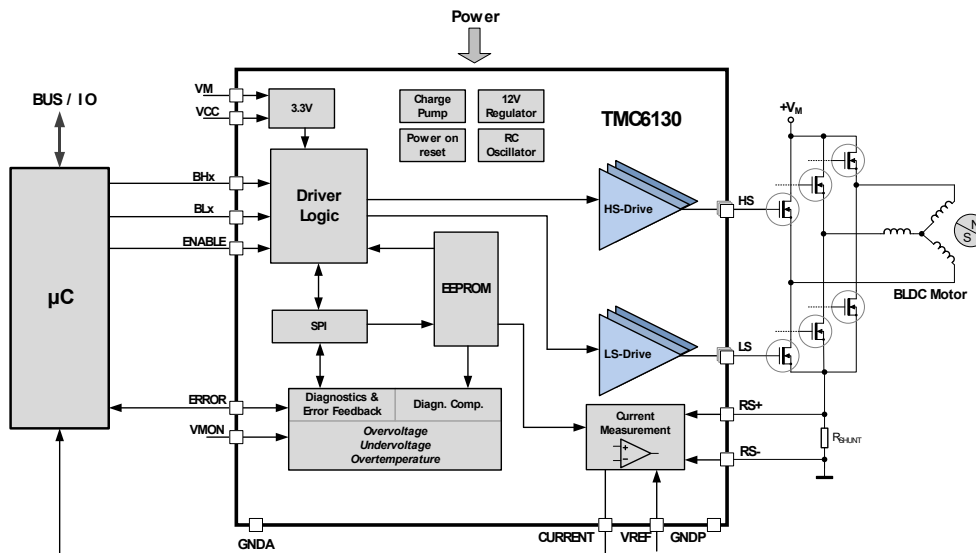 Power
BUS / IO
µC
VM
VCC
BHx
BLx
ENABLE
ERROR
VMON
3.3V
Charge
Pump
12V
Regulator
Power on
reset
RC
Oscillator
TMC6130
Driver
Logic
EEPROM
SPI
HS-Drive
LS-Drive
Diagnostics &
Error Feedback
Diagn. Comp.
Overvoltage
Undervoltage
Overtemperature
Current
Measurement
+
−
HS
LS
RS+
RS-
+VM
N
S
BLDC Motor
RSHUNT
GNDA
CURRENT
VREF
GNDP